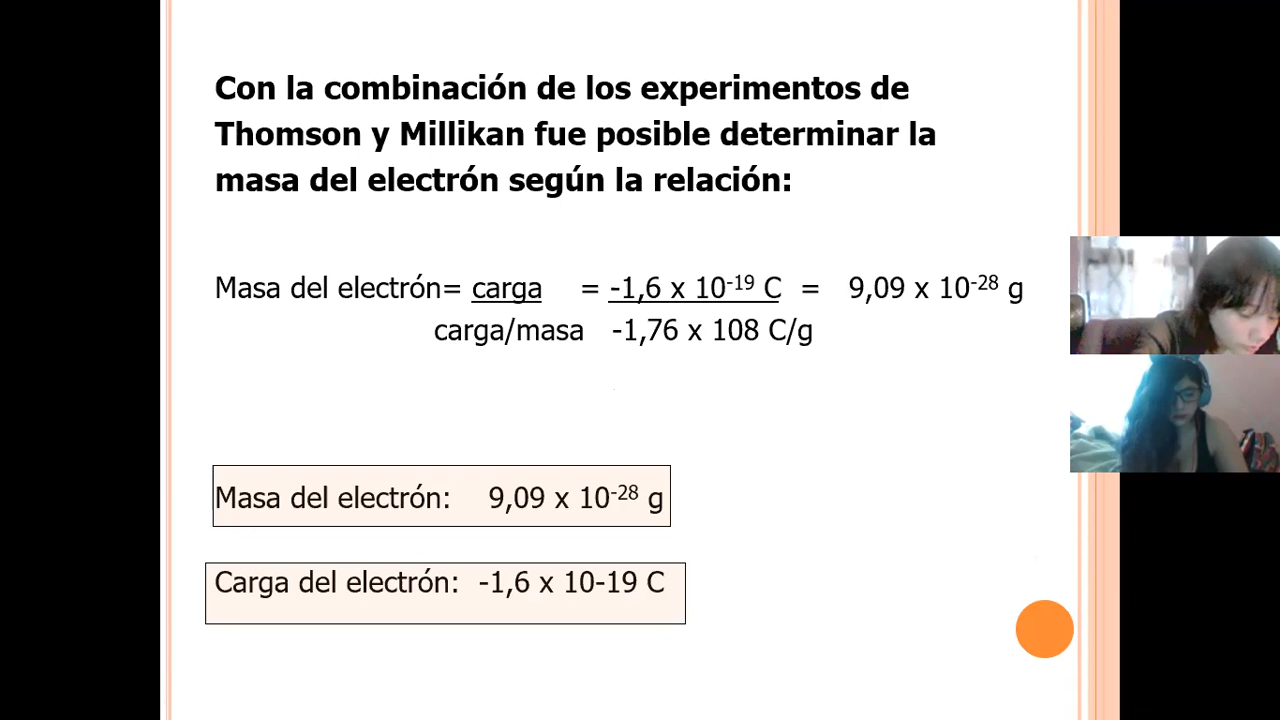 Con la combinación de los experimentos de
Thomson y Millikan fue posible determinar la
masa del electrón según la relación:
Masa del electrón= carga = -1,6 x 10⁻¹⁹ C = 9,09 x 10⁻²⁸ g
carga/masa -1,76 x 108 C/g
Masa del electrón: 9,09 x 10⁻²⁸ g
Carga del electrón: -1,6 x 10-19 C